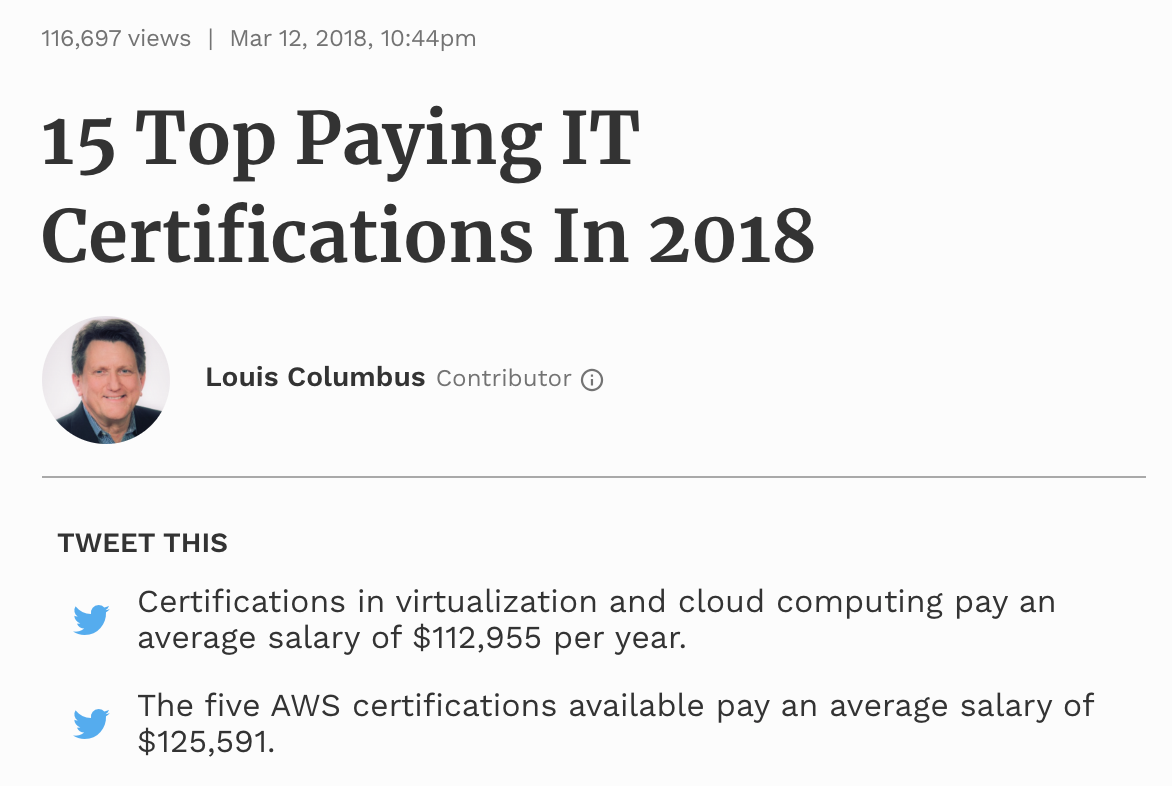 116,697 views | Mar 12, 2018, 10:44pm
15 Top Paying IT
Certifications In 2018
Louis Columbus Contributor
TWEET THIS
Certifications in virtualization and cloud computing pay an
average salary of $112,955 per year.
The five AWS certifications available pay an average salary of
$125,591.